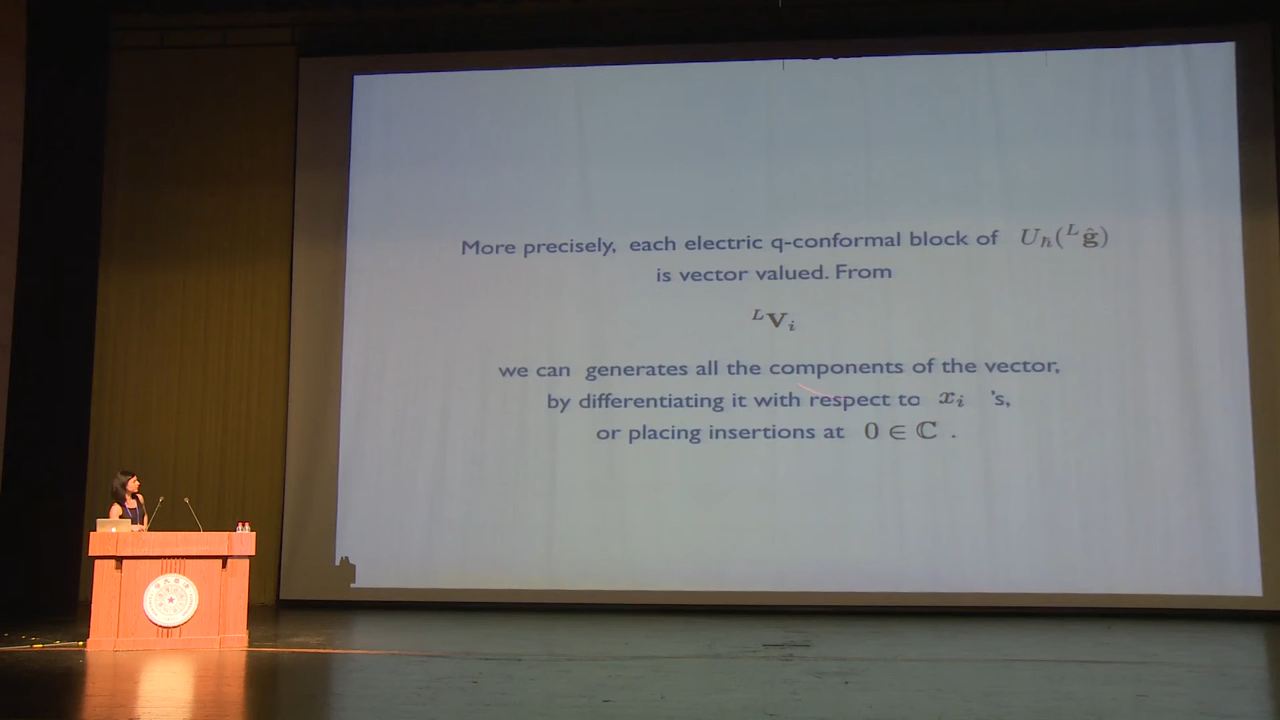 More precisely, each electric q-conformal block of $U_\hbar({}^L\hat{\mathbf{g}})$
is vector valued. From
${}^L\mathbf{V}_i$
we can generates all the components of the vector,
by differentiating it with respect to $x_i$ 's,
or placing insertions at $0 \in \mathbb{C}$ .